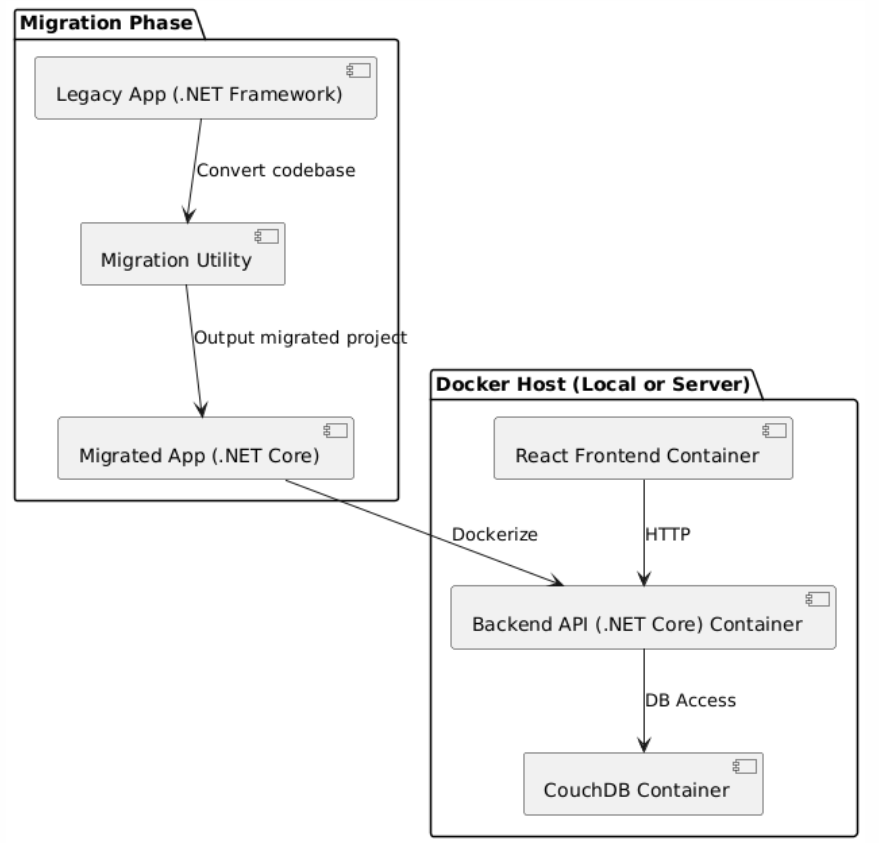 Migration Phase
Legacy App (.NET Framework)
Convert codebase
Migration Utility
Output migrated project
Migrated App (.NET Core)
Docker Host (Local or Server)
React Frontend Container
Dockerize
HTTP
Backend API (.NET Core) Container
DB Access
CouchDB Container